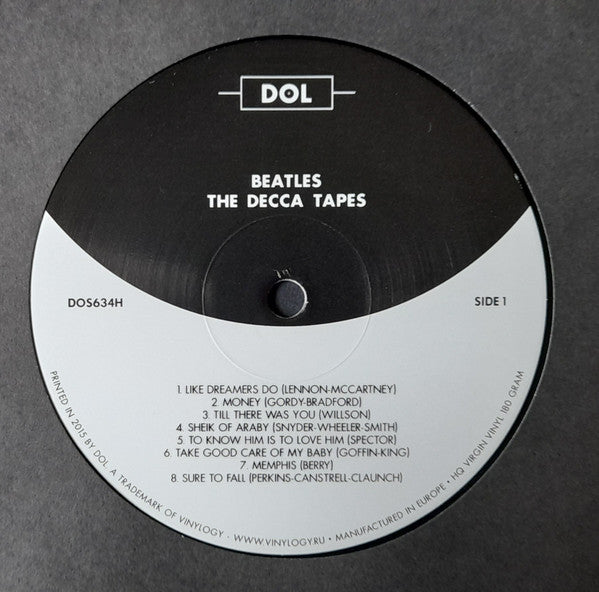 DOL
BEATLES
THE DECCA TAPES
DOS634H
SIDE 1
1. LIKE DREAMERS DO (LENNON-MCCARTNEY)
2. MONEY (GORDY-BRADFORD)
3. TILL THERE WAS YOU (WILLSON)
4. SHEIK OF ARABY (SNYDER-WHEELER-SMITH)
5. TO KNOW HIM IS TO LOVE HIM (SPECTOR)
6. TAKE GOOD CARE OF MY BABY (GOFFIN-KING)
7. MEMPHIS (BERRY)
8. SURE TO FALL (PERKINS-CANSTRELL-CLAUNCH)
PRINTED IN 2015 BY DOL. A TRADEMARK OF VINYLOGY · WWW.VINYLOGY.RU • MANUFACTURED IN EUROPE • HQ VIRGIN VINYL 180 GRAM